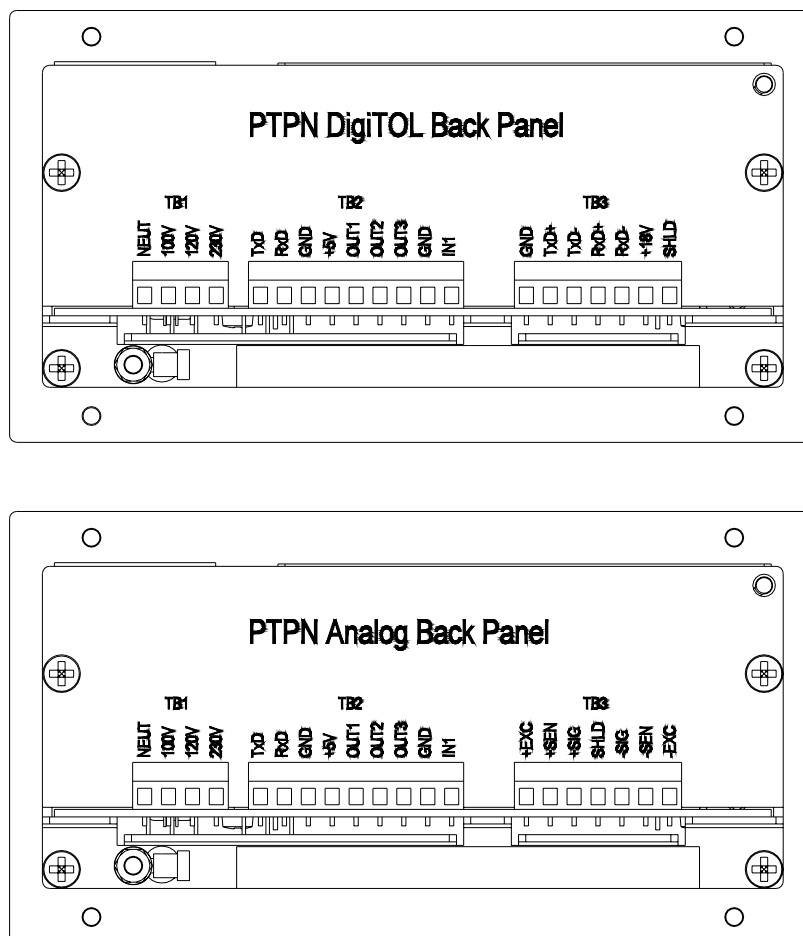 PTPN DigiTOL Back Panel
TB1 TB2 TB3
NEUT 100V 120V 230V TxD RxD GND +5V OUT1 OUT2 OUT3 GND IN1 GND TxD+ TxD- RxD+ RxD- +18V SHLD
PTPN Analog Back Panel
TB1 TB2 TB3
NEUT 100V 120V 230V TxD RxD GND +5V OUT1 OUT2 OUT3 GND IN1 +EXC +SEN +SIG SHLD -SIG -SEN -EXC